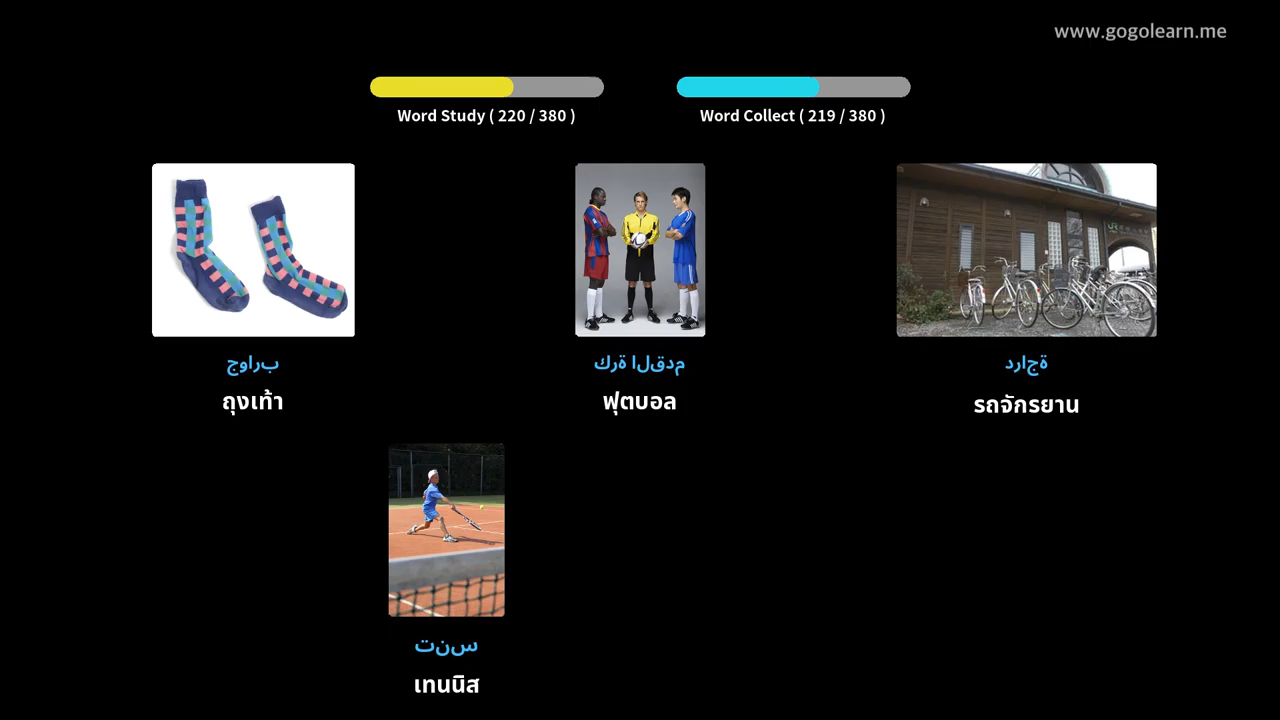 www.gogolearn.me
Word Study ( 220 / 380 )
Word Collect ( 219 / 380 )
JR
جوارب
كرة القدم
دراجة
ถุงเท้า
ฟุตบอล
รถจักรยาน
تنس
เทนนิส